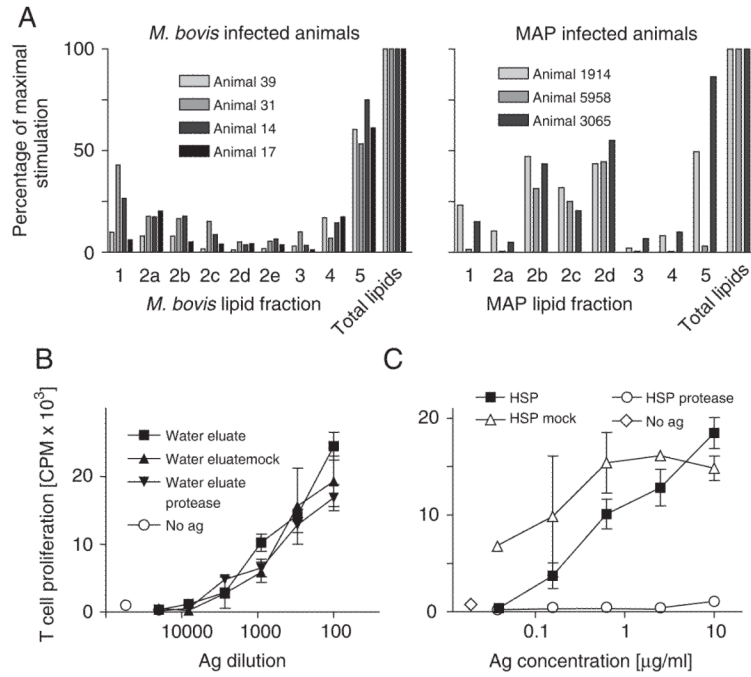 A
M. bovis infected animals
MAP infected animals
Percentage of maximal
stimulation
100
50
0
Animal 39
Animal 31
Animal 14
Animal 17
1 2a 2b 2c 2d 2e 3 4 5 Total lipids
M. bovis lipid fraction
100
50
0
Animal 1914
Animal 5958
Animal 3065
1 2a 2b 2c 2d 3 4 5 Total lipids
MAP lipid fraction
B
T cell proliferation [CPM x 10³]
20
10
0
Water eluate
Water eluatemock
Water eluate
protease
No ag
10000 1000 100
Ag dilution
C
HSP
HSP mock
HSP protease
No ag
20
10
0
0.1 1 10
Ag concentration [µg/ml]